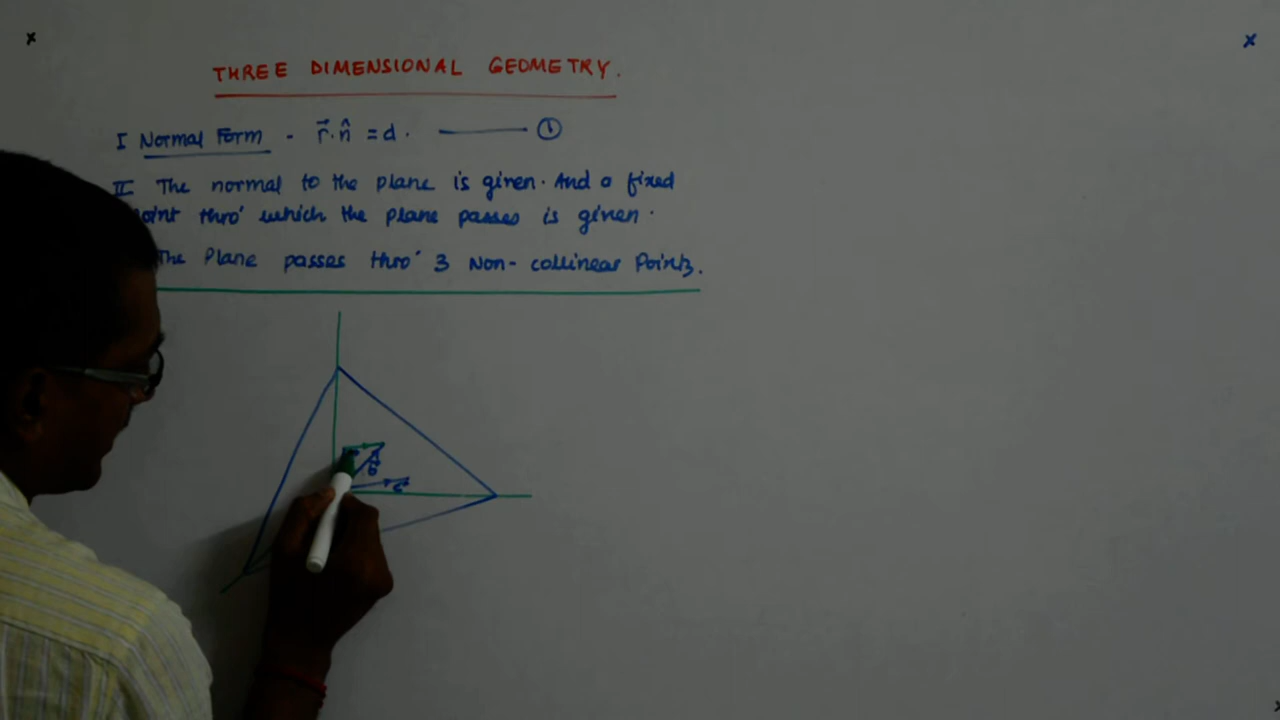 THREE DIMENSIONAL GEOMETRY.
I Normal Form - r⃗.n̂ = d. ——— ①
II The normal to the plane is given. And a fixed
oint thro' which the plane passes is given.
The Plane passes thro' 3 Non-collinear Points.
b⃗
c⃗